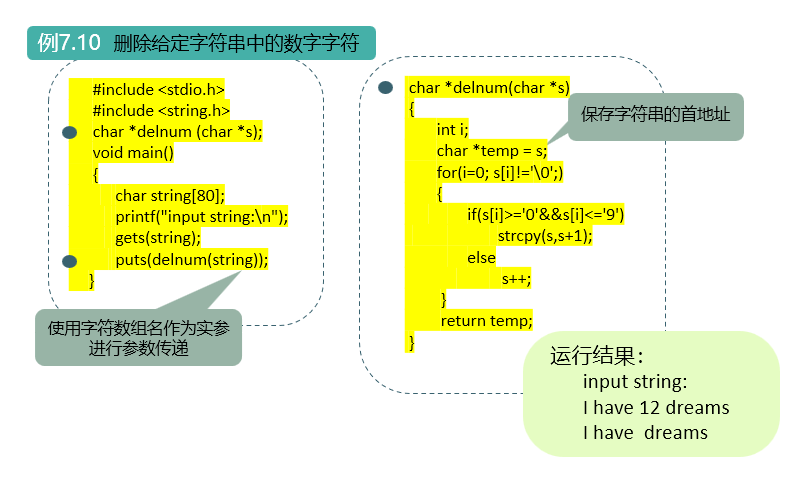 例7.10 删除给定字符串中的数字字符
#include <stdio.h>
#include <string.h>
char *delnum (char *s);
void main()
{
char string[80];
printf("input string:\n");
gets(string);
puts(delnum(string));
}
使用字符数组名作为实参
进行参数传递
char *delnum(char *s)
{
int i;
char *temp = s;
for(i=0; s[i]!='\0';)
{
if(s[i]>='0'&&s[i]<='9')
strcpy(s,s+1);
else
s++;
}
return temp;
}
保存字符串的首地址
运行结果：
input string:
I have 12 dreams
I have  dreams